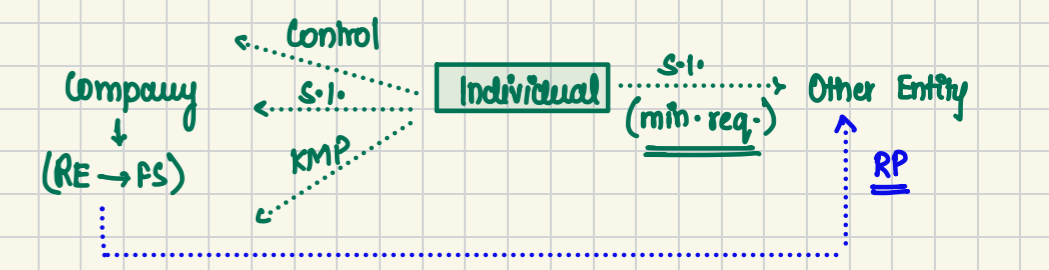 Control
Company
S.I.
Individual
S.I.
Other Entity
(min. req.)
KMP
(RE → FS)
RP